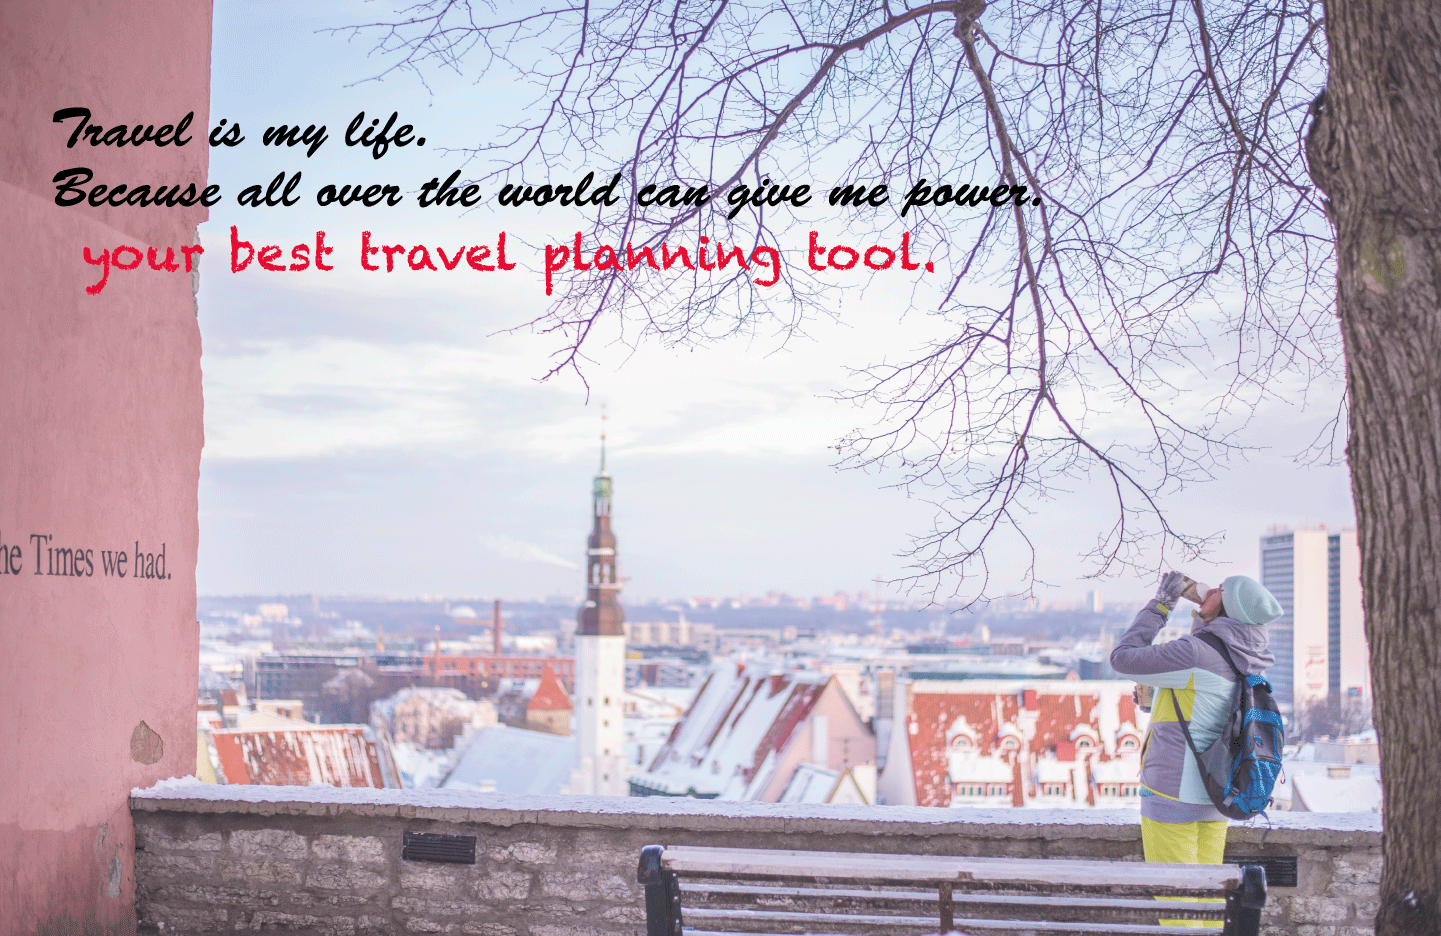 Travel is my life.
Because all over the world can give me power.
your best travel planning tool.
he Times we had.